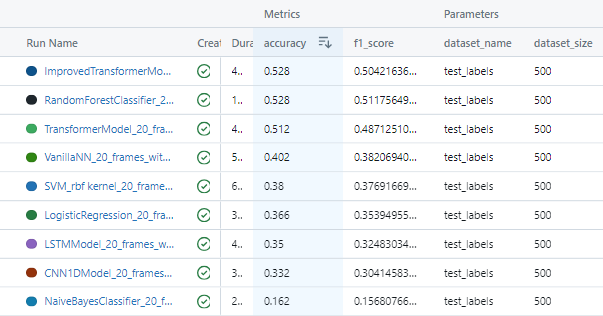 Metrics Parameters
Run Name Creat Dura accuracy f1_score dataset_name dataset_size
ImprovedTransformerMo... 4... 0.528 0.50421636... test_labels 500
RandomForestClassifier_2... 1... 0.528 0.51175649... test_labels 500
TransformerModel_20_fra... 4... 0.512 0.48712510... test_labels 500
VanillaNN_20_frames_wit... 5... 0.402 0.38206940... test_labels 500
SVM_rbf kernel_20_frame... 6... 0.38 0.37691669... test_labels 500
LogisticRegression_20_fra... 3... 0.366 0.35394955... test_labels 500
LSTMModel_20_frames_w... 4... 0.35 0.32483034... test_labels 500
CNN1DModel_20_frames... 3... 0.332 0.30414583... test_labels 500
NaiveBayesClassifier_20_f... 2... 0.162 0.15680766... test_labels 500